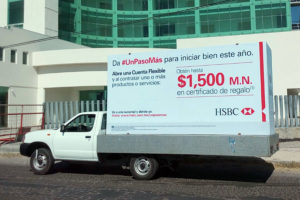 Da #UnPasoMás para iniciar bien este año.
Abre una Cuenta Flexible
y al contratar uno o más
productos o servicios:
Obtén hasta
$1,500 M.N.
en certificado de regalo
HSBC